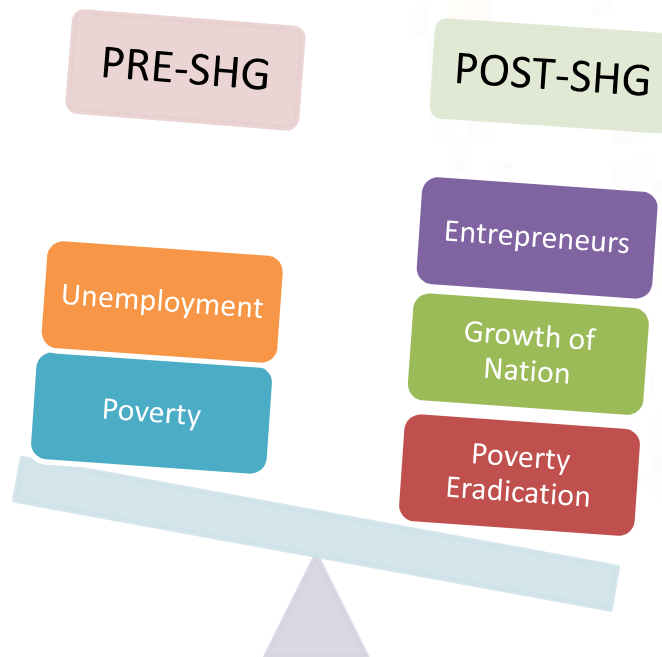 PRE-SHG
POST-SHG
Entrepreneurs
Unemployment
Growth of
Nation
Poverty
Poverty
Eradication